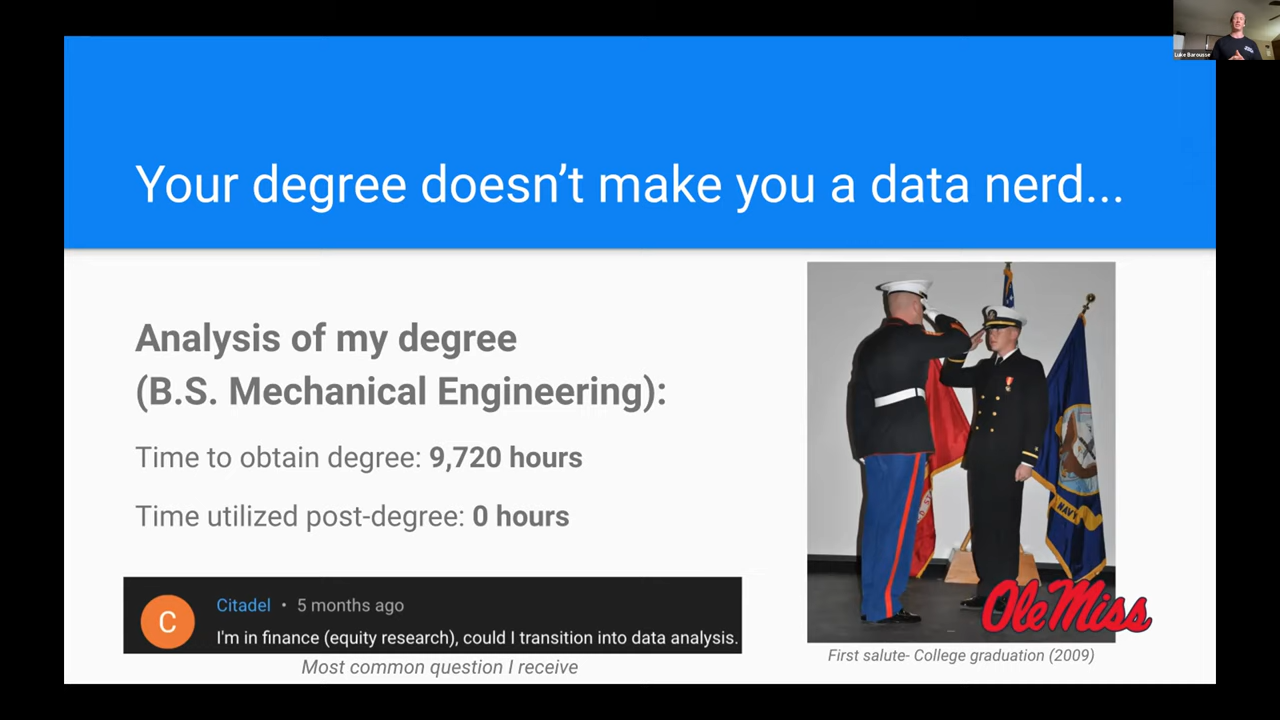 Luke Barousse
Your degree doesn't make you a data nerd...
Analysis of my degree
(B.S. Mechanical Engineering):
Time to obtain degree: 9,720 hours
Time utilized post-degree: 0 hours
C
Citadel • 5 months ago
I'm in finance (equity research), could I transition into data analysis.
Most common question I receive
NAVY
Ole Miss
First salute- College graduation (2009)